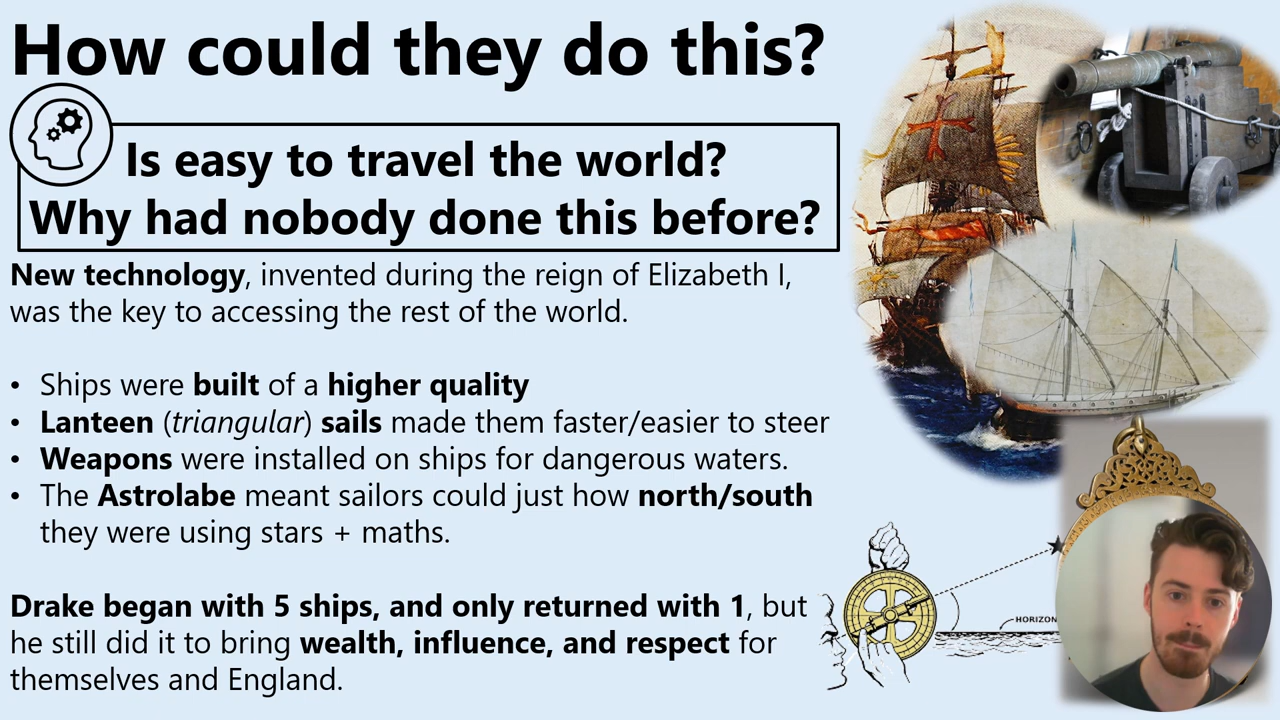 How could they do this?
Is easy to travel the world?
Why had nobody done this before?
New technology, invented during the reign of Elizabeth I,
was the key to accessing the rest of the world.
• Ships were built of a higher quality
• Lanteen (triangular) sails made them faster/easier to steer
• Weapons were installed on ships for dangerous waters.
• The Astrolabe meant sailors could just how north/south
they were using stars + maths.
Drake began with 5 ships, and only returned with 1, but
he still did it to bring wealth, influence, and respect for
themselves and England.
HORIZON